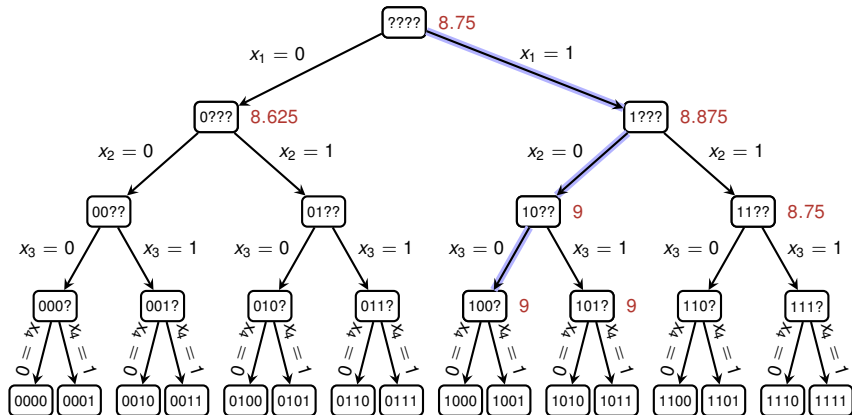 ???? 8.75
x₁ = 0 x₁ = 1
0??? 8.625 1??? 8.875
x₂ = 0 x₂ = 1 x₂ = 0 x₂ = 1
00?? 01?? 10?? 9 11?? 8.75
x₃ = 0 x₃ = 1 x₃ = 0 x₃ = 1 x₃ = 0 x₃ = 1 x₃ = 0 x₃ = 1
000? 001? 010? 011? 100? 9 101? 9 110? 111?
x₄ = 0 x₄ = 1 x₄ = 0 x₄ = 1 x₄ = 0 x₄ = 1 x₄ = 0 x₄ = 1 x₄ = 0 x₄ = 1 x₄ = 0 x₄ = 1 x₄ = 0 x₄ = 1 x₄ = 0 x₄ = 1
0000 0001 0010 0011 0100 0101 0110 0111 1000 1001 1010 1011 1100 1101 1110 1111